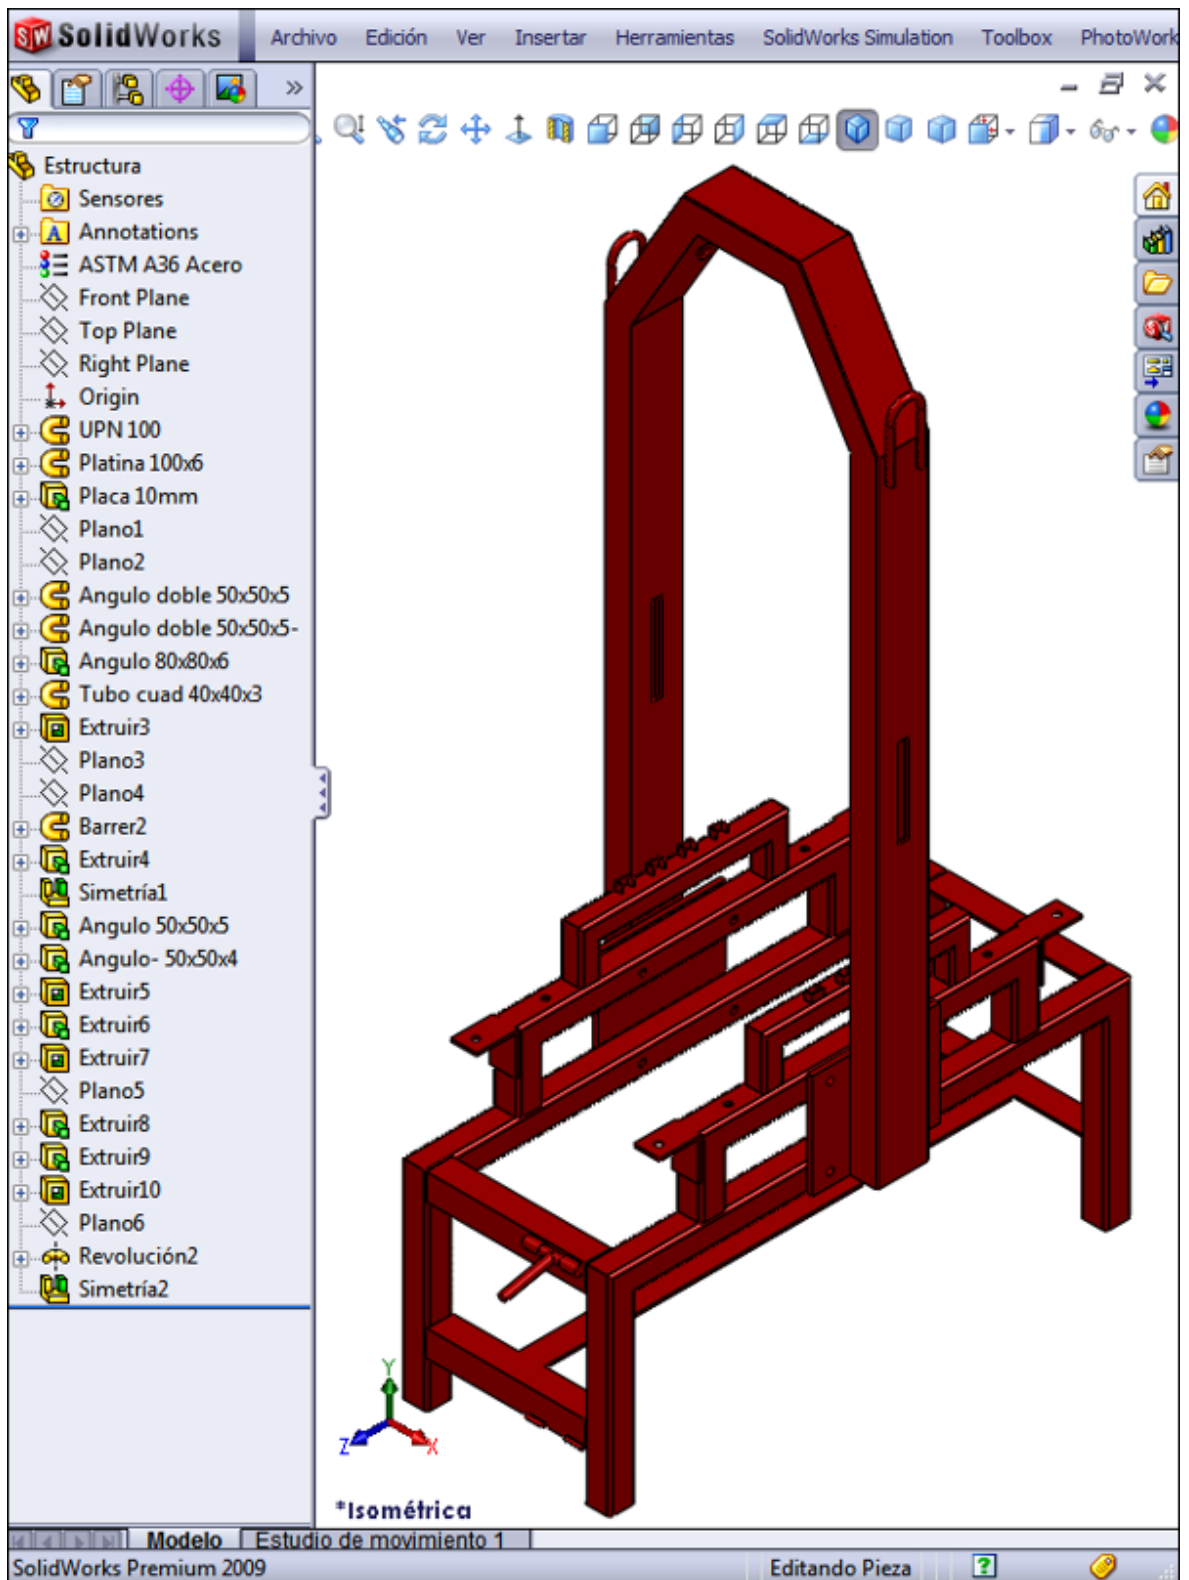 SW SolidWorks Archivo Edición Ver Insertar Herramientas SolidWorks Simulation Toolbox PhotoWork
Estructura
Sensores
A Annotations
ASTM A36 Acero
Front Plane
Top Plane
Right Plane
Origin
UPN 100
Platina 100x6
Placa 10mm
Plano1
Plano2
Angulo doble 50x50x5
Angulo doble 50x50x5-
Angulo 80x80x6
Tubo cuad 40x40x3
Extruir3
Plano3
Plano4
Barrer2
Extruir4
Simetría1
Angulo 50x50x5
Angulo- 50x50x4
Extruir5
Extruir6
Extruir7
Plano5
Extruir8
Extruir9
Extruir10
Plano6
Revolución2
Simetría2
Y
Z X
*Isométrica
Modelo Estudio de movimiento 1
SolidWorks Premium 2009 Editando Pieza ?